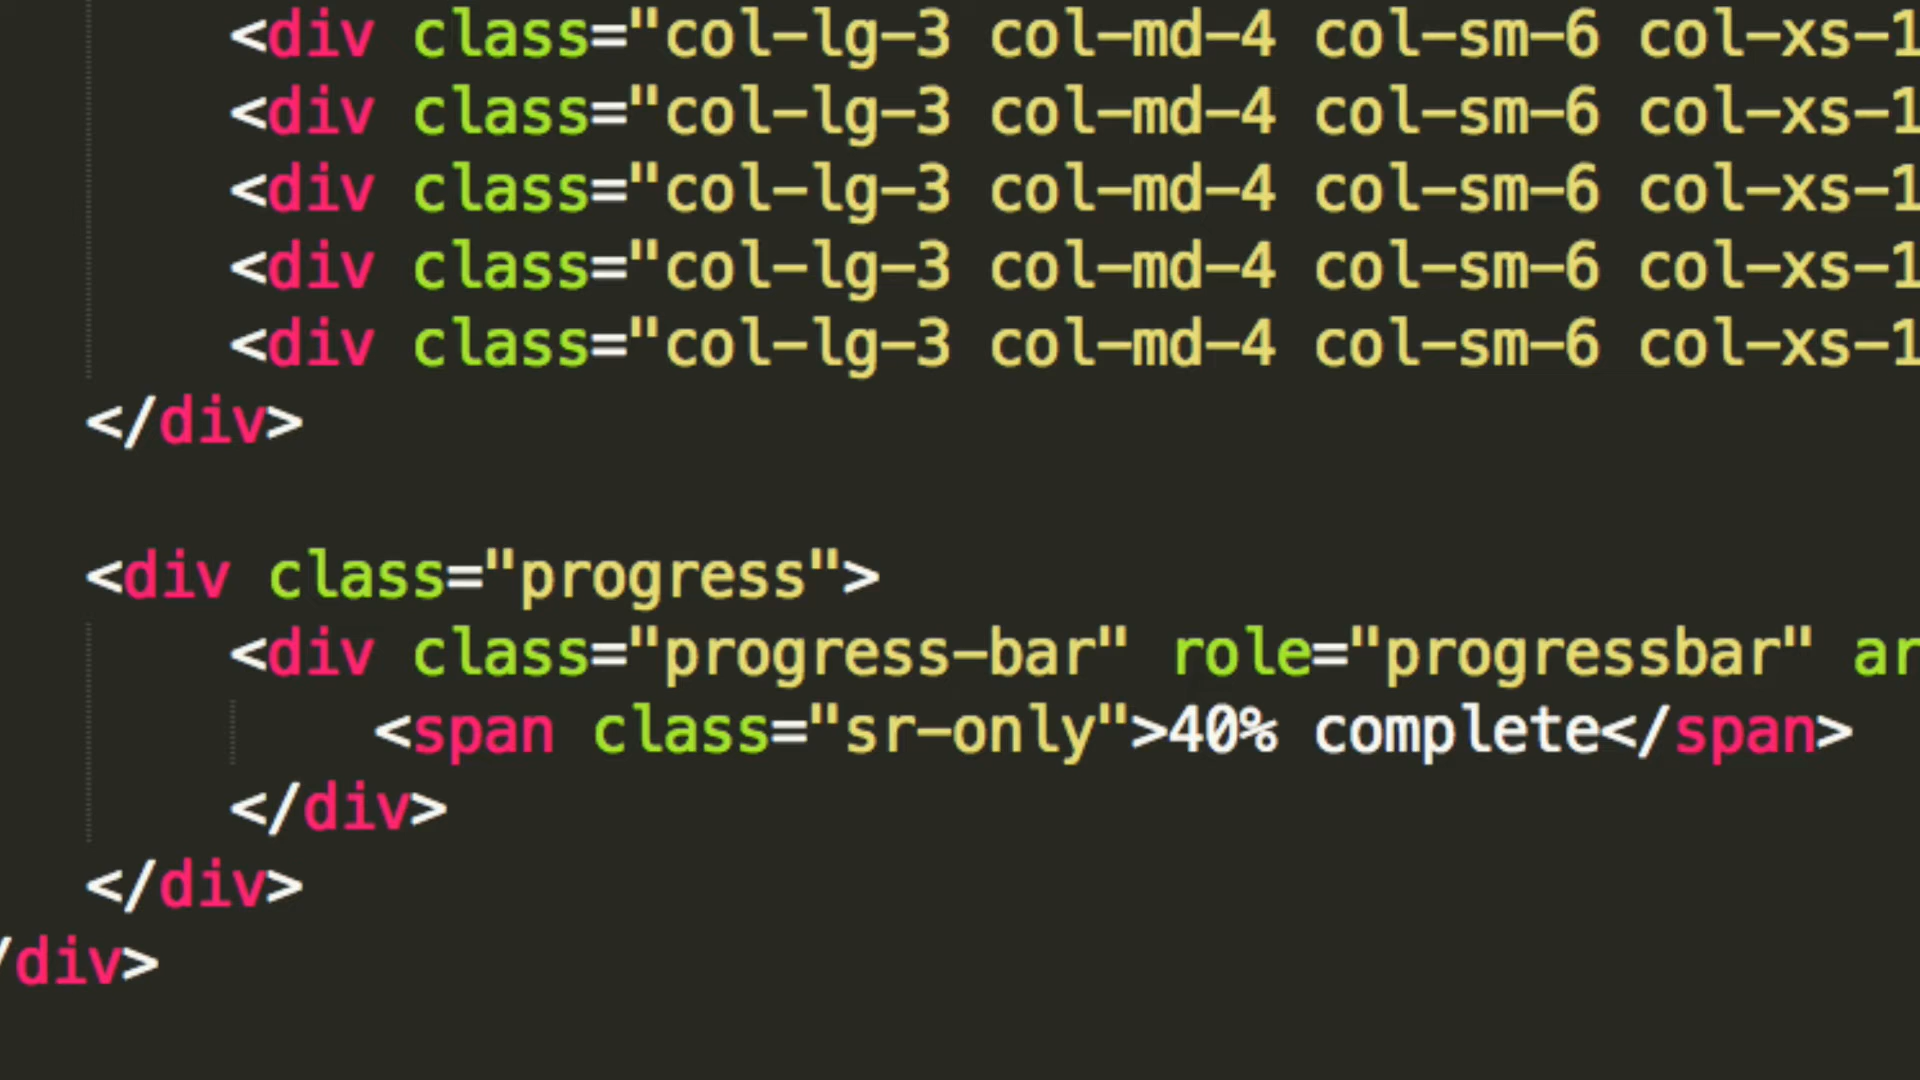 <div class="col-lg-3 col-md-4 col-sm-6 col-xs-1
<div class="col-lg-3 col-md-4 col-sm-6 col-xs-1
<div class="col-lg-3 col-md-4 col-sm-6 col-xs-1
<div class="col-lg-3 col-md-4 col-sm-6 col-xs-1
<div class="col-lg-3 col-md-4 col-sm-6 col-xs-1
</div>
<div class="progress">
<div class="progress-bar" role="progressbar" ar
<span class="sr-only">40% complete</span>
</div>
</div>
/div>